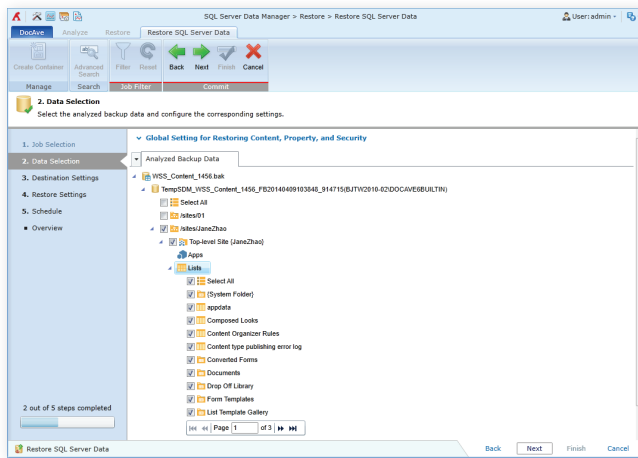 SQL Server Data Manager > Restore > Restore SQL Server Data
User: admin
DocAve
Analyze
Restore
Restore SQL Server Data
Create Container
Advanced Search
Filter
Reset
Back
Next
Finish
Cancel
Manage
Search
Job Filter
Commit
2. Data Selection
Select the analyzed backup data and configure the corresponding settings.
1. Job Selection
2. Data Selection
3. Destination Settings
4. Restore Settings
5. Schedule
Overview
2 out of 5 steps completed
Global Setting for Restoring Content, Property, and Security
Analyzed Backup Data
WSS_Content_1456.bak
TempSDM_WSS_Content_1456_FB20140409103848_914715(BJTW2010-02\DOCAVE6BUILTIN)
Select All
/sites/01
/sites/JaneZhao
Top-level Site {JaneZhao}
Apps
Lists
Select All
{System Folder}
appdata
Composed Looks
Content Organizer Rules
Content type publishing error log
Converted Forms
Documents
Drop Off Library
Form Templates
List Template Gallery
Page 1 of 3
Restore SQL Server Data
Back
Next
Finish
Cancel